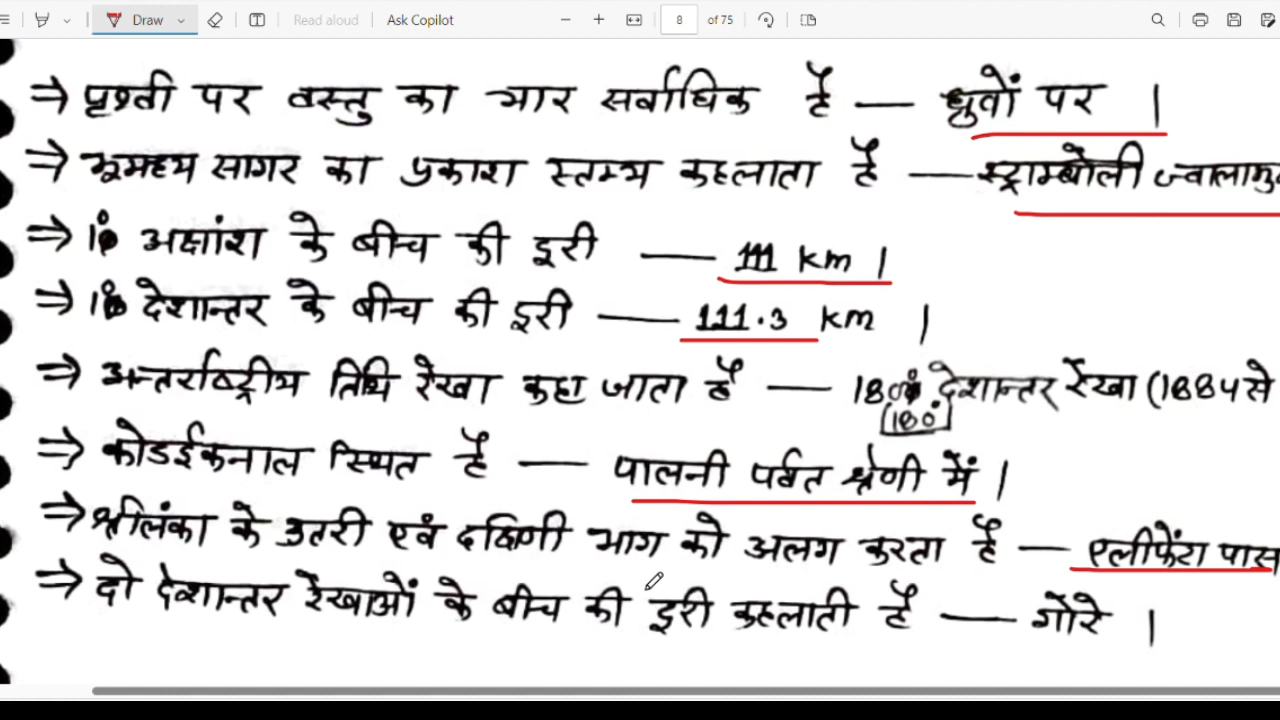 Draw
Read aloud
Ask Copilot
8 of 75
⇒ पृथ्वी पर वस्तु का भार सर्वाधिक है — ध्रुवों पर |
⇒ भूमध्य सागर का प्रकाश स्तम्भ कहलाता है — स्ट्राम्बोली ज्वालामु
⇒ 1° अक्षांश के बीच की दूरी — 111 km |
⇒ 1° देशान्तर के बीच की दूरी — 111.3 km |
⇒ अन्तर्राष्ट्रीय तिथि रेखा कहा जाता है — 180° देशान्तर रेखा (1884 से
180°
⇒ कोडईकनाल स्थित है — पालनी पर्वत श्रेणी में |
⇒ श्रीलंका के उतरी एवं दक्षिणी भाग को अलग करता है — एलीफेंटा पास
⇒ दो देशान्तर रेखाओं के बीच की दूरी कहलाती है — गोरे |